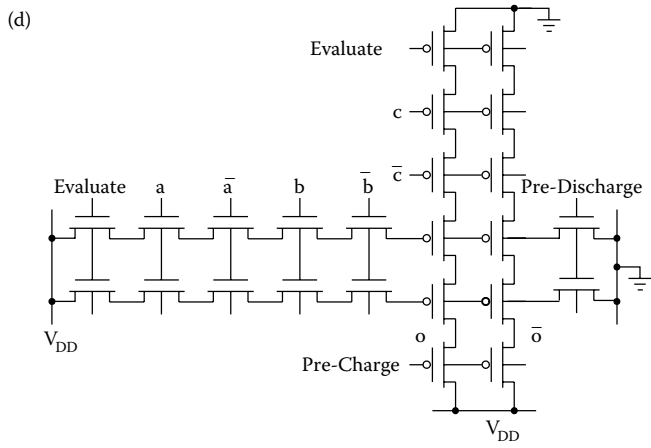 (d)
Evaluate
c
c̅
Evaluate a a̅ b b̅ Pre-Discharge
V_DD
o o̅
Pre-Charge
V_DD